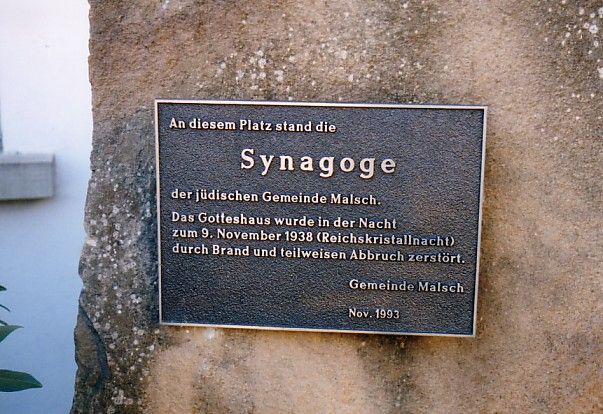 An diesem Platz stand die
Synagoge
der jüdischen Gemeinde Malsch.
Das Gotteshaus wurde in der Nacht
zum 9. November 1938 (Reichskristallnacht)
durch Brand und teilweisen Abbruch zerstört.
Gemeinde Malsch
Nov. 1993